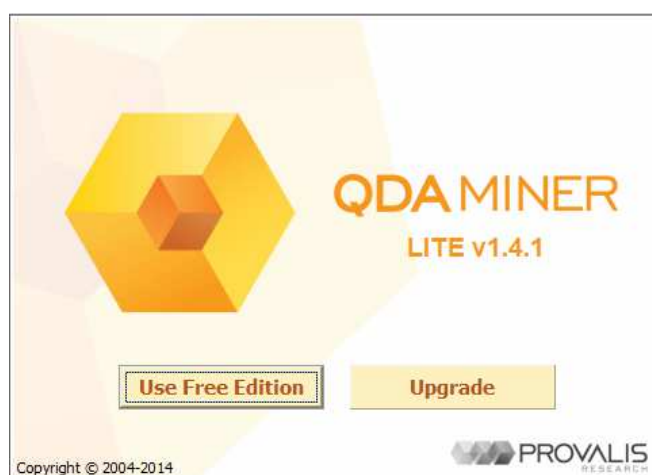 QDA MINER
LITE v1.4.1
Use Free Edition
Upgrade
PROVALIS
RESEARCH
Copyright © 2004-2014